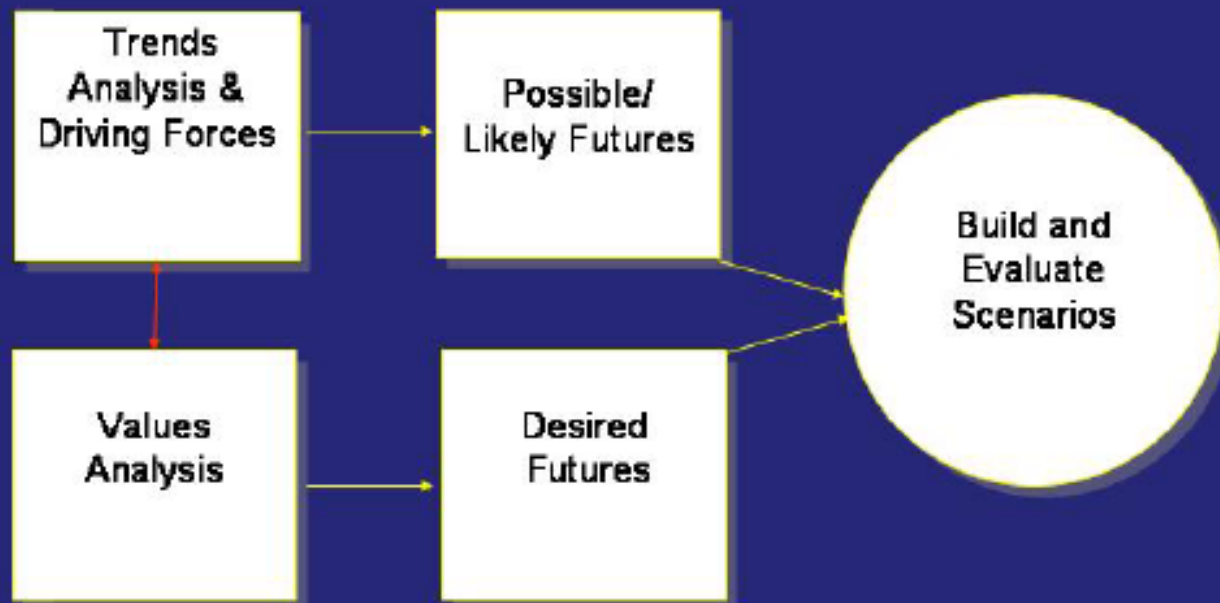 Trends
Analysis &
Driving Forces
Possible/
Likely Futures
Build and
Evaluate
Scenarios
Values
Analysis
Desired
Futures